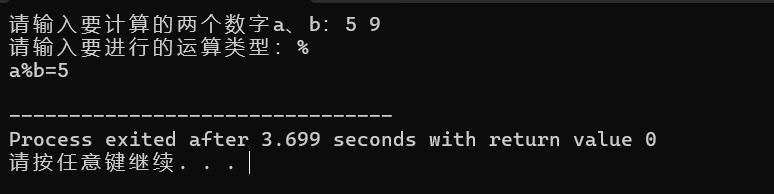 请输入要计算的两个数字a、b: 5 9
请输入要进行的运算类型: %
a%b=5
--------------------------------
Process exited after 3.699 seconds with return value 0
请按任意键继续. . .